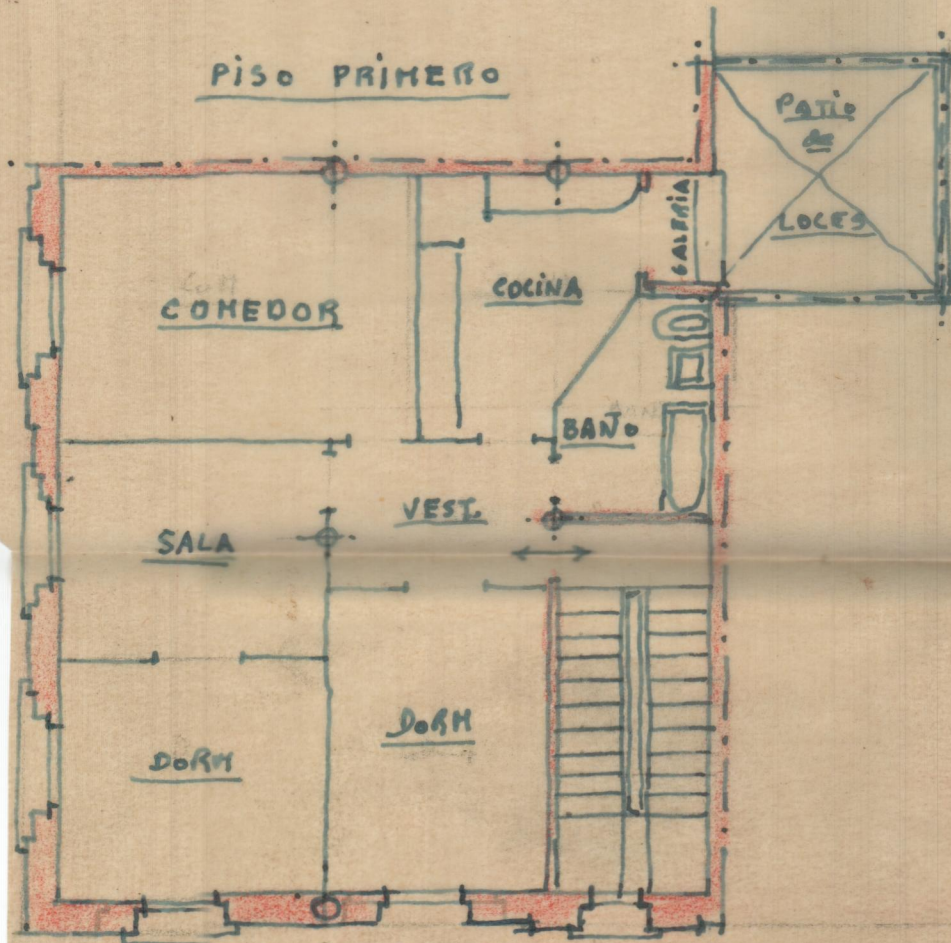 PISO PRIMERO
PATIO
de
LUCES
GALERIA
COCINA
COMEDOR
BAÑO
VEST.
SALA
DORM
DORM